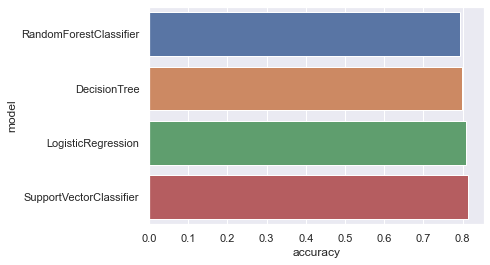 RandomForestClassifier
DecisionTree
LogisticRegression
SupportVectorClassifier
model
0.0 0.1 0.2 0.3 0.4 0.5 0.6 0.7 0.8
accuracy